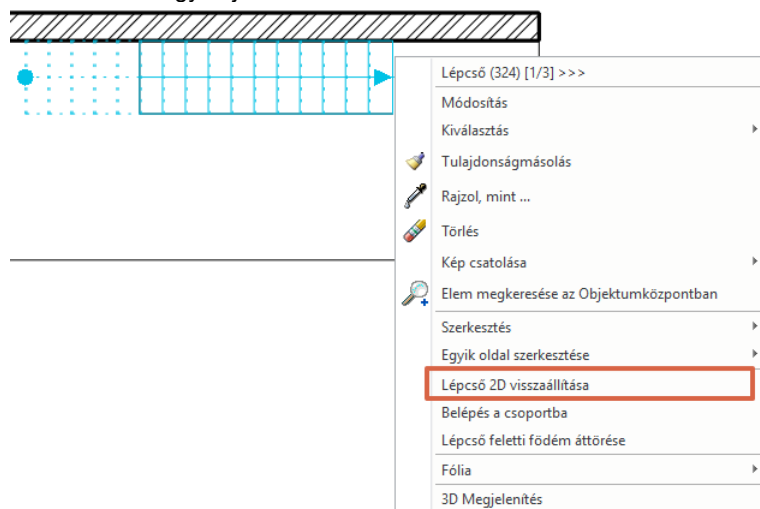 Lépcső (324) [1/3] >>>
Módosítás
Kiválasztás
Tulajdonságmásolás
Rajzol, mint ...
Törlés
Kép csatolása
Elem megkeresése az Objektumközpontban
Szerkesztés
Egyik oldal szerkesztése
Lépcső 2D visszaállítása
Belépés a csoportba
Lépcső feletti födém áttörése
Fólia
3D Megjelenítés